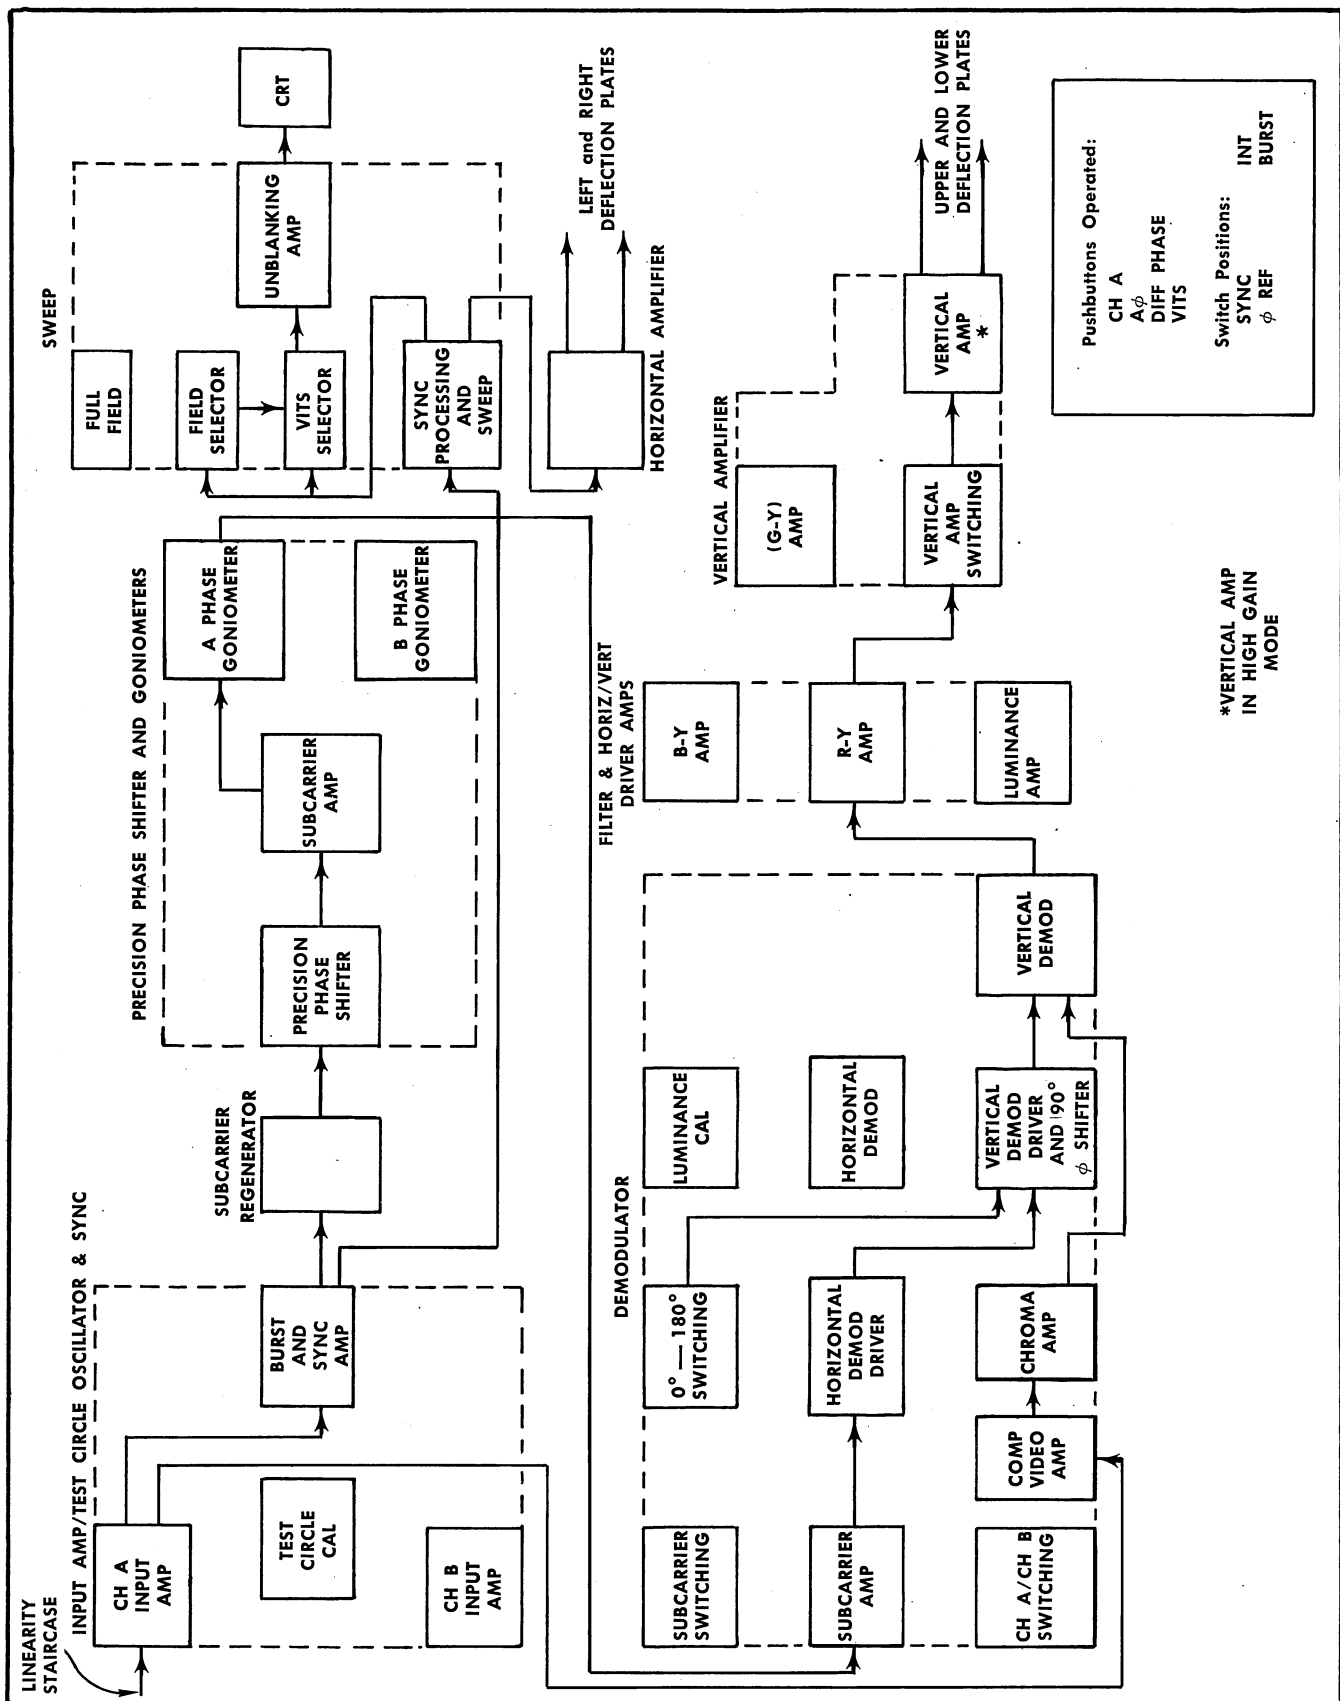 LINEARITY
STAIRCASE
INPUT AMP/TEST CIRCLE OSCILLATOR & SYNC
CH A
INPUT
AMP
TEST
CIRCLE
CAL
CH B
INPUT
AMP
BURST
AND
SYNC
AMP
SUBCARRIER
REGENERATOR
PRECISION PHASE SHIFTER AND GONIOMETERS
PRECISION
PHASE
SHIFTER
SUBCARRIER
AMP
A PHASE
GONIOMETER
B PHASE
GONIOMETER
SWEEP
FULL
FIELD
FIELD
SELECTOR
VITS
SELECTOR
SYNC
PROCESSING
AND
SWEEP
UNBLANKING
AMP
CRT
LEFT and RIGHT
DEFLECTION PLATES
HORIZONTAL AMPLIFIER
DEMODULATOR
SUBCARRIER
SWITCHING
SUBCARRIER
AMP
CH A/CH B
SWITCHING
0° — 180°
SWITCHING
HORIZONTAL
DEMOD
DRIVER
COMP
VIDEO
AMP
CHROMA
AMP
LUMINANCE
CAL
HORIZONTAL
DEMOD
VERTICAL
DEMOD
DRIVER
AND 90°
ϕ SHIFTER
VERTICAL
DEMOD
FILTER & HORIZ/VERT
DRIVER AMPS
B-Y
AMP
R-Y
AMP
LUMINANCE
AMP
VERTICAL AMPLIFIER
(G-Y)
AMP
VERTICAL
AMP
SWITCHING
VERTICAL
AMP
*
UPPER AND LOWER
DEFLECTION PLATES
*VERTICAL AMP
IN HIGH GAIN
MODE
Pushbuttons Operated:
CH A
Aϕ
DIFF PHASE
VITS
Switch Positions:
SYNC INT
ϕ REF BURST